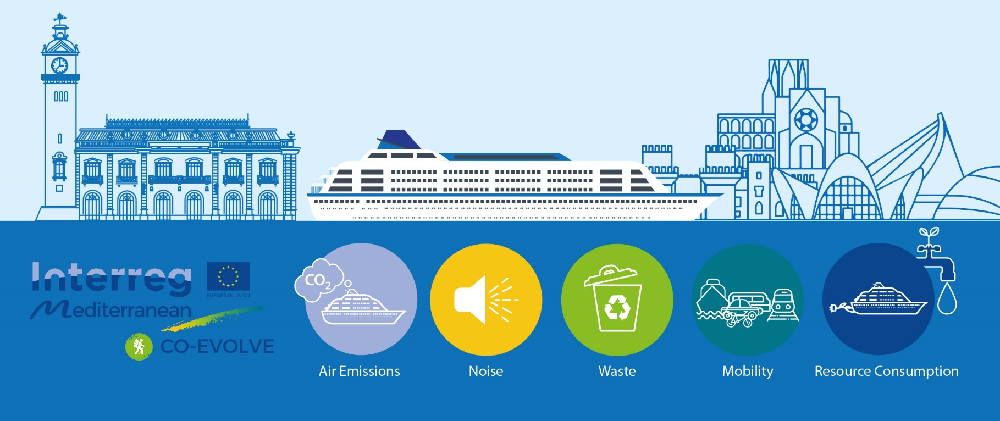 Interreg
EUROPEAN UNION
Mediterranean
CO-EVOLVE
CO2
Air Emissions
Noise
Waste
Mobility
Resource Consumption